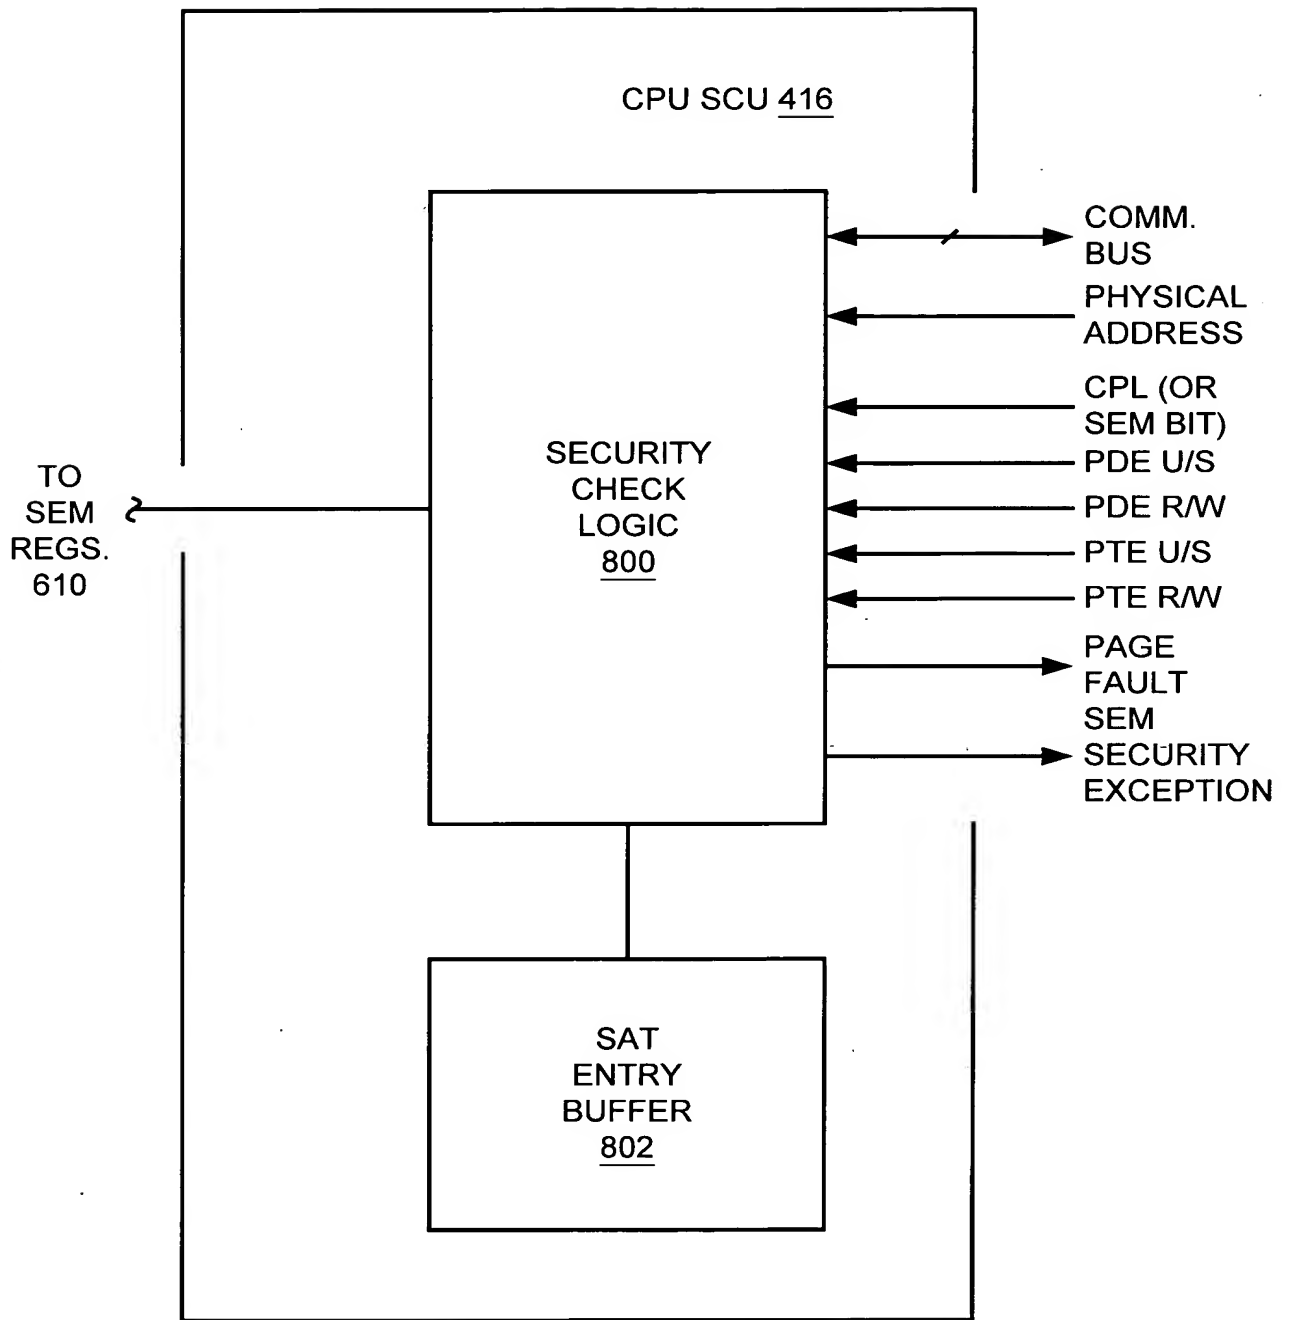 CPU SCU 416
COMM.
BUS
PHYSICAL
ADDRESS
CPL (OR
SEM BIT)
PDE U/S
PDE R/W
PTE U/S
PTE R/W
PAGE
FAULT
SEM
SECURITY
EXCEPTION
SECURITY
CHECK
LOGIC
800
TO
SEM
REGS.
610
SAT
ENTRY
BUFFER
802